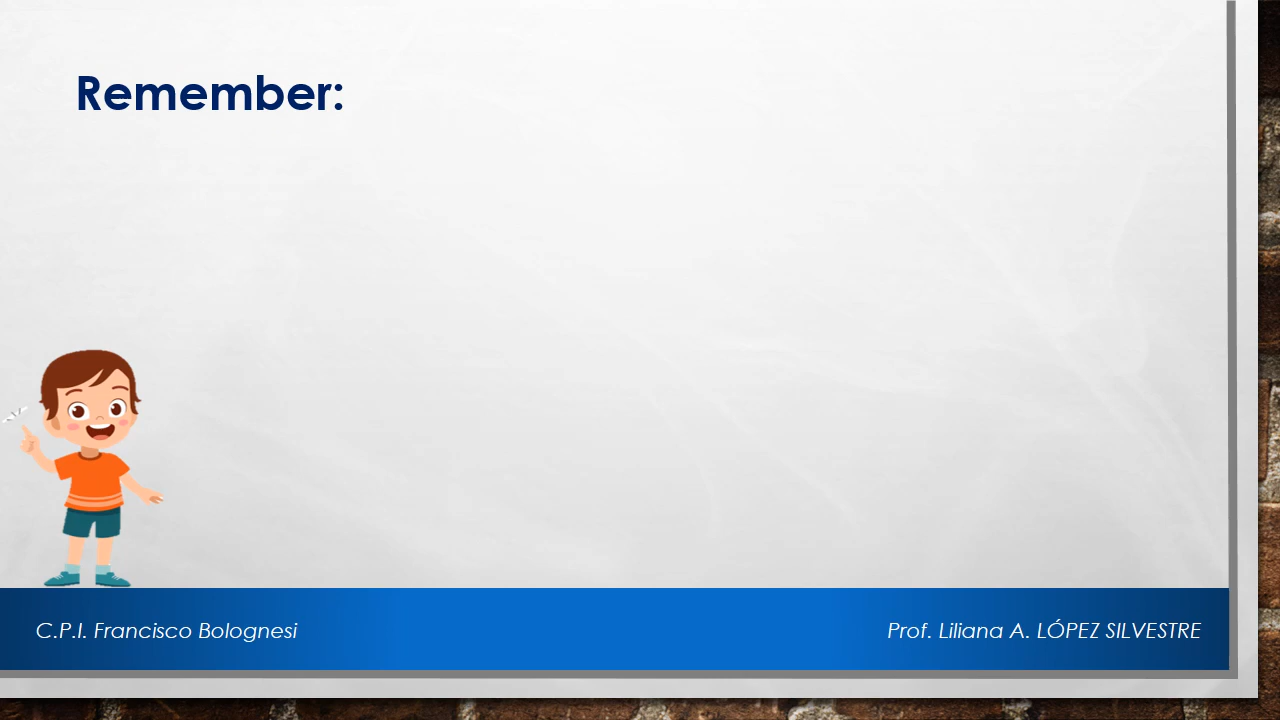 Remember:
C.P.I. Francisco Bolognesi
Prof. Liliana A. LÓPEZ SILVESTRE